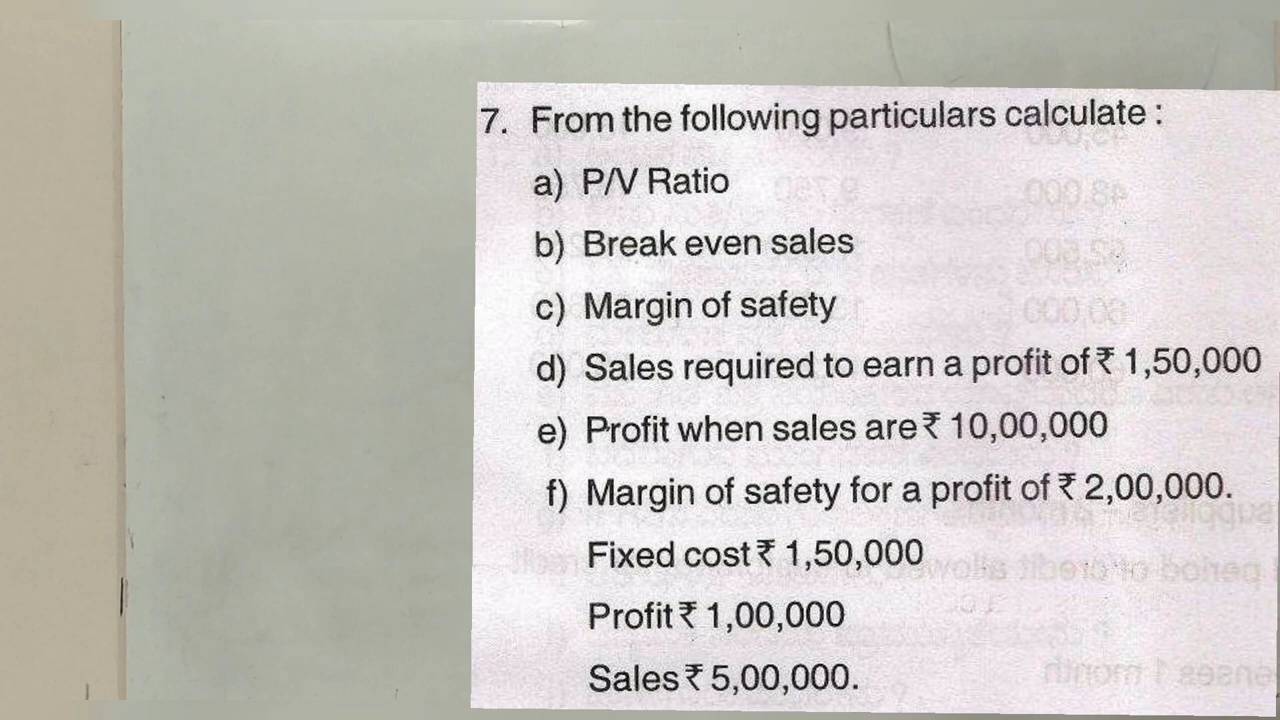 7. From the following particulars calculate :
a) P/V Ratio
b) Break even sales
c) Margin of safety
d) Sales required to earn a profit of ₹ 1,50,000
e) Profit when sales are ₹ 10,00,000
f) Margin of safety for a profit of ₹ 2,00,000.
Fixed cost ₹ 1,50,000
Profit ₹ 1,00,000
Sales ₹ 5,00,000.